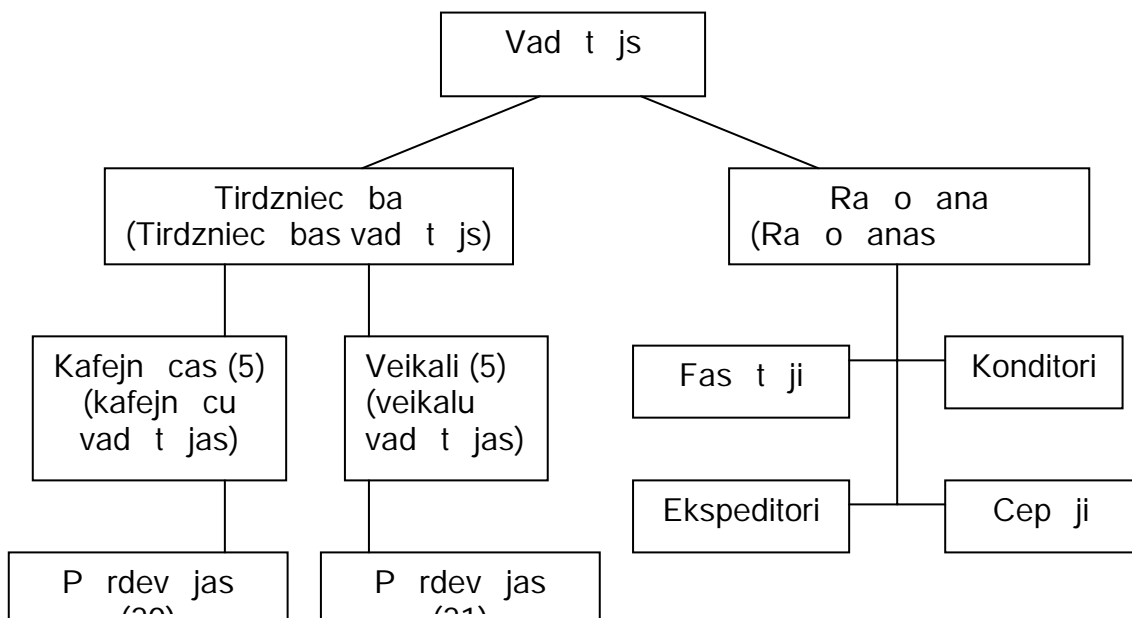 Vad t js
Tirdzniec ba
(Tirdzniec bas vad t js)
Ra o ana
(Ra o anas
Kafejn cas (5)
(kafejn cu
vad t jas)
Veikali (5)
(veikalu
vad t jas)
Fas t ji
Konditori
Ekspeditori
Cep ji
P rdev jas
P rdev jas